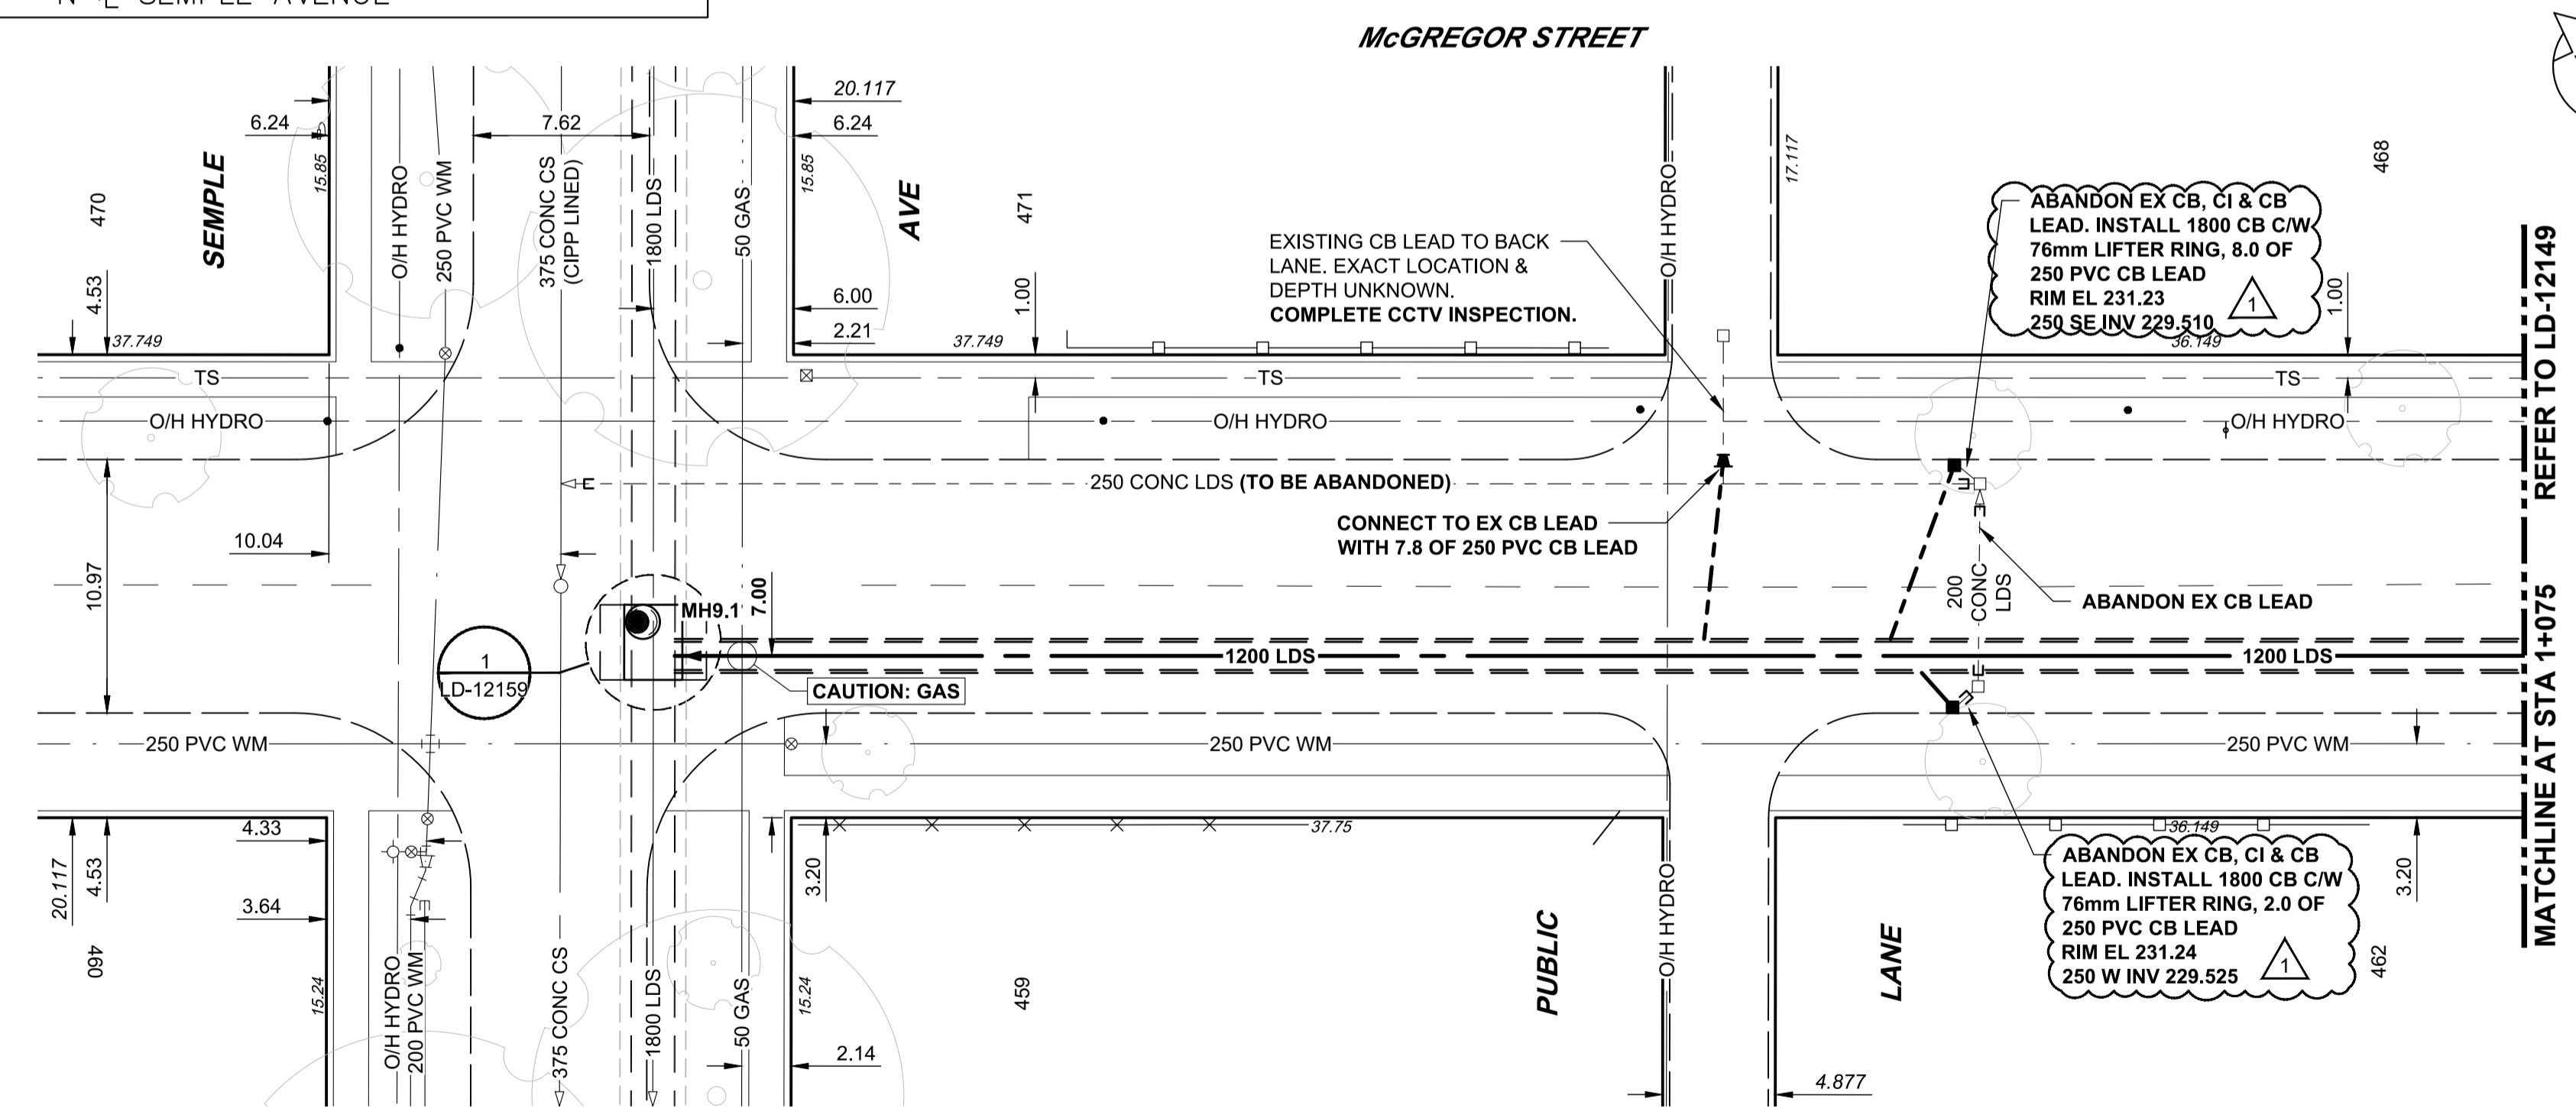 McGREGOR STREET
20.117
6.24
7.62
6.24
15.85
15.85
17.117
470
SEMPLE
O/H HYDRO
250 PVC WM
375 CONC CS
(CIPP LINED)
1800 LDS
50 GAS
AVE
471
O/H HYDRO
468
EXISTING CB LEAD TO BACK
LANE. EXACT LOCATION &
DEPTH UNKNOWN.
COMPLETE CCTV INSPECTION.
ABANDON EX CB, CI & CB
LEAD. INSTALL 1800 CB C/W
76mm LIFTER RING, 8.0 OF
250 PVC CB LEAD
RIM EL 231.23
250 SE INV 229.510
1
4.53
6.00
2.21
1.00
1.00
37.749
37.749
36.149
TS
TS
TS
O/H HYDRO
O/H HYDRO
O/H HYDRO
250 CONC LDS (TO BE ABANDONED)
CONNECT TO EX CB LEAD
WITH 7.8 OF 250 PVC CB LEAD
10.04
10.97
7.00
MH9.1
200
CONC
LDS
ABANDON EX CB LEAD
1
LD-12159
1200 LDS
1200 LDS
CAUTION: GAS
250 PVC WM
250 PVC WM
250 PVC WM
REFER TO LD-12149
MATCHLINE AT STA 1+075
4.33
37.75
36.149
20.117
4.53
3.64
3.20
3.20
460
15.24
O/H HYDRO
200 PVC WM
375 CONC CS
1800 LDS
50 GAS
15.24
459
PUBLIC
O/H HYDRO
LANE
ABANDON EX CB, CI & CB
LEAD. INSTALL 1800 CB C/W
76mm LIFTER RING, 2.0 OF
250 PVC CB LEAD
RIM EL 231.24
250 W INV 229.525
1
462
2.14
4.877